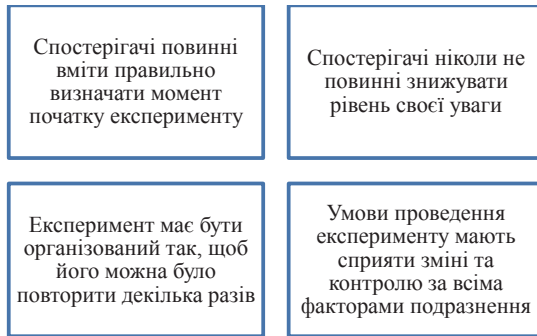 Спостерігачі повинні
вміти правильно
визначати момент
початку експерименту
Спостерігачі ніколи не
повинні знижувати
рівень своєї уваги
Експеримент має бути
організований так, щоб
його можна було
повторити декілька разів
Умови проведення
експерименту мають
сприяти зміні та
контролю за всіма
факторами подразнення